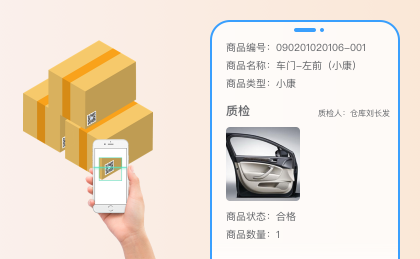 商品编号：090201020106-001
商品名称：车门-左前（小康）
商品类型：小康
质检
质检人：仓库刘长发
商品状态：合格
商品数量：1